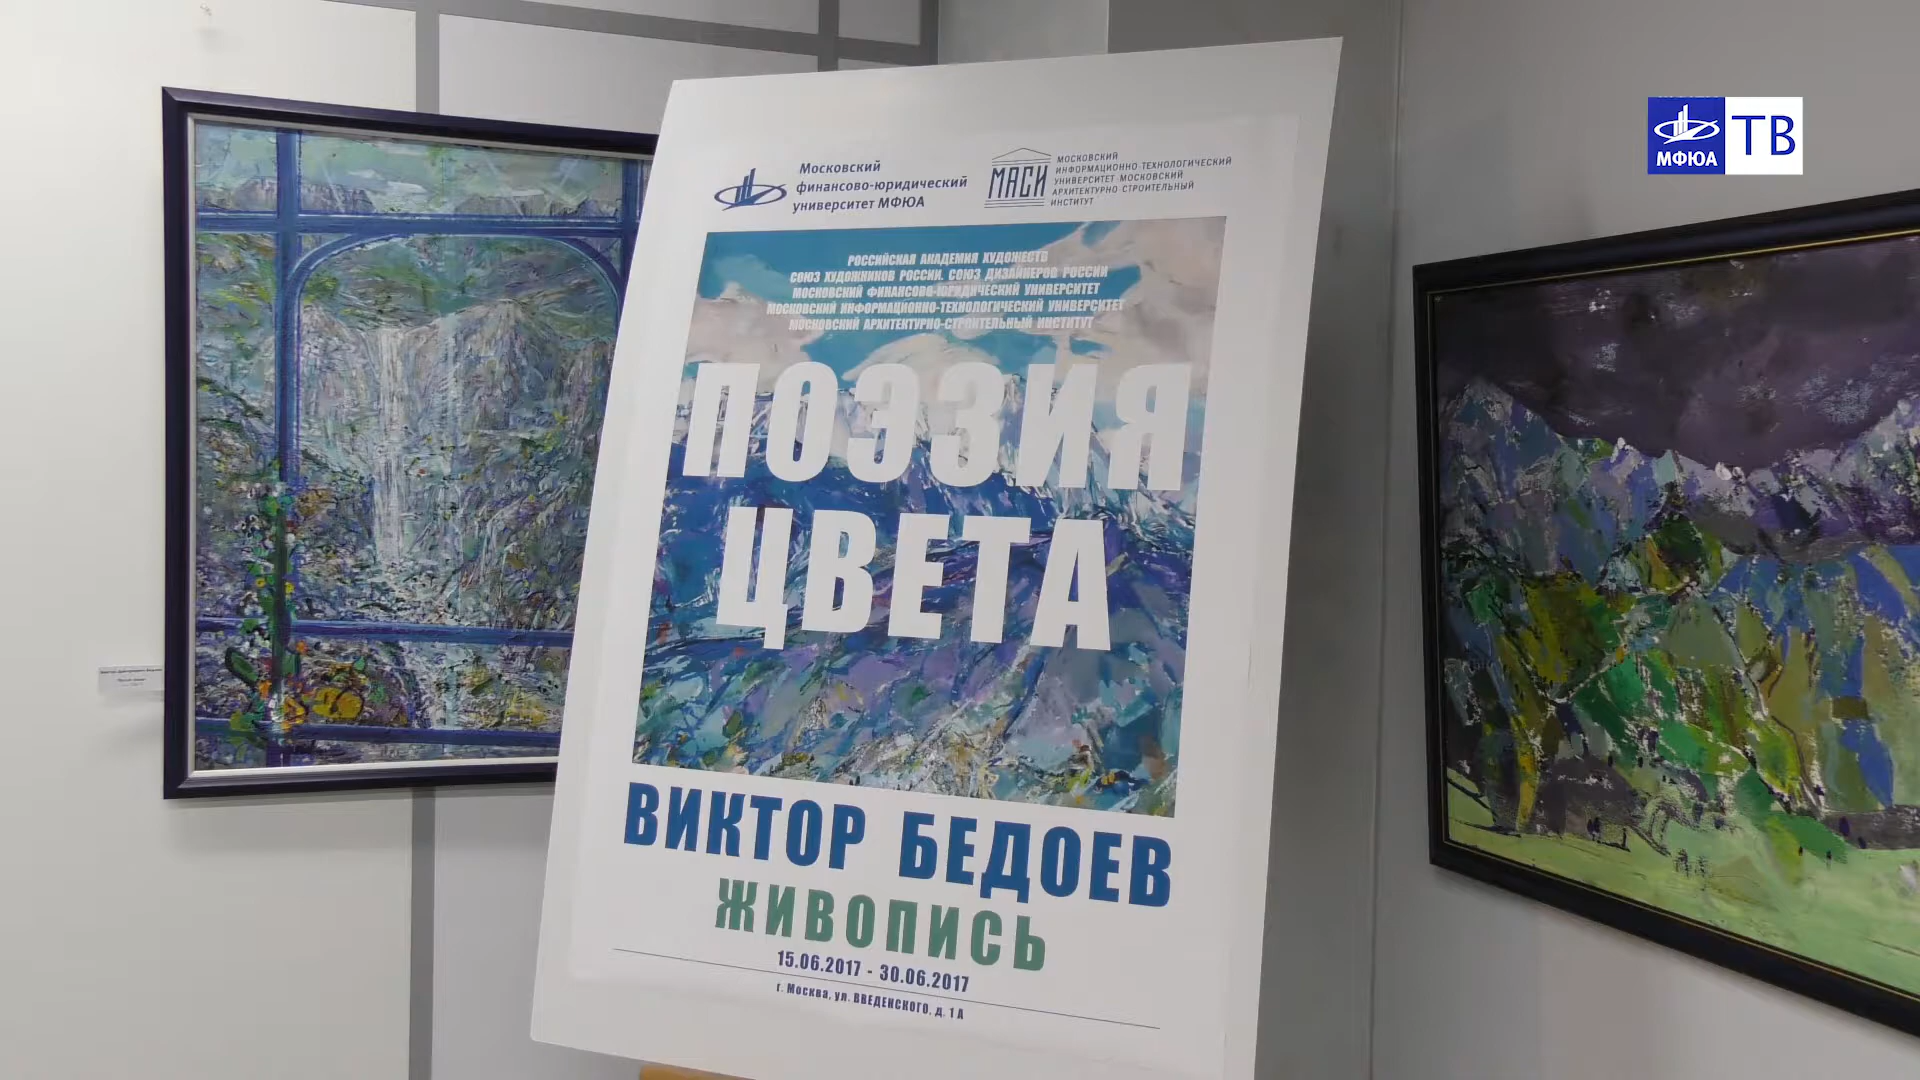 МФЮА ТВ
Московский
финансово-юридический
университет МФЮА
МАСИ
МОСКОВСКИЙ
ИНФОРМАЦИОННО-ТЕХНОЛОГИЧЕСКИЙ
УНИВЕРСИТЕТ МОСКОВСКИЙ
АРХИТЕКТУРНО-СТРОИТЕЛЬНЫЙ
ИНСТИТУТ
РОССИЙСКАЯ АКАДЕМИЯ ХУДОЖЕСТВ
СОЮЗ ХУДОЖНИКОВ РОССИИ. СОЮЗ ДИЗАЙНЕРОВ РОССИИ
МОСКОВСКИЙ ФИНАНСОВО-ЮРИДИЧЕСКИЙ УНИВЕРСИТЕТ
МОСКОВСКИЙ ИНФОРМАЦИОННО-ТЕХНОЛОГИЧЕСКИЙ УНИВЕРСИТЕТ
МОСКОВСКИЙ АРХИТЕКТУРНО-СТРОИТЕЛЬНЫЙ ИНСТИТУТ
ПОЭЗИЯ
ЦВЕТА
ВИКТОР БЕДОЕВ
ЖИВОПИСЬ
15.06.2017 - 30.06.2017
г. Москва, ул. ВВЕДЕНСКОГО, д. 1 А